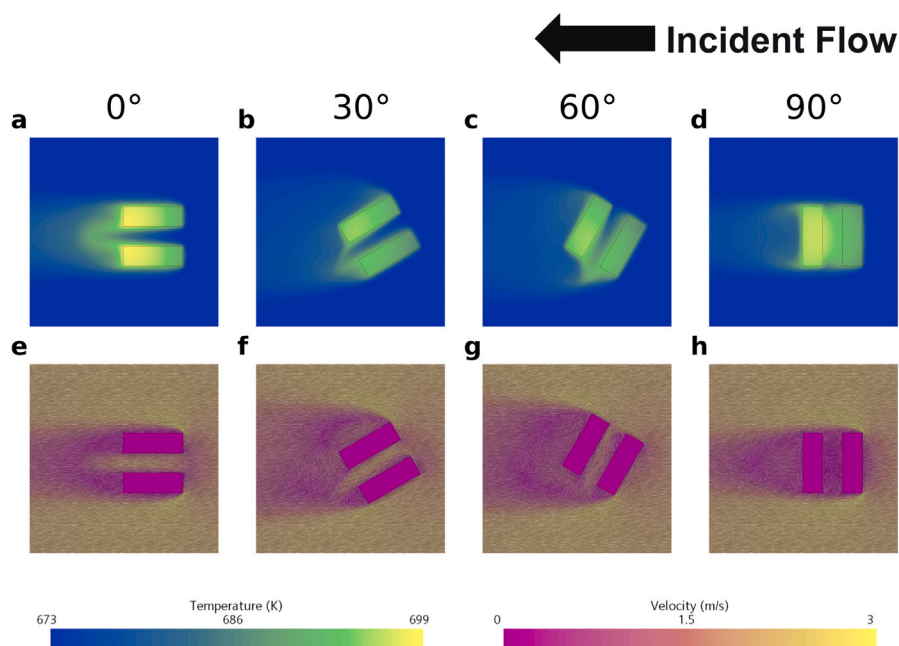 Incident Flow
0° 30° 60° 90°
a b c d
e f g h
Temperature (K) Velocity (m/s)
673 686 699 0 1.5 3